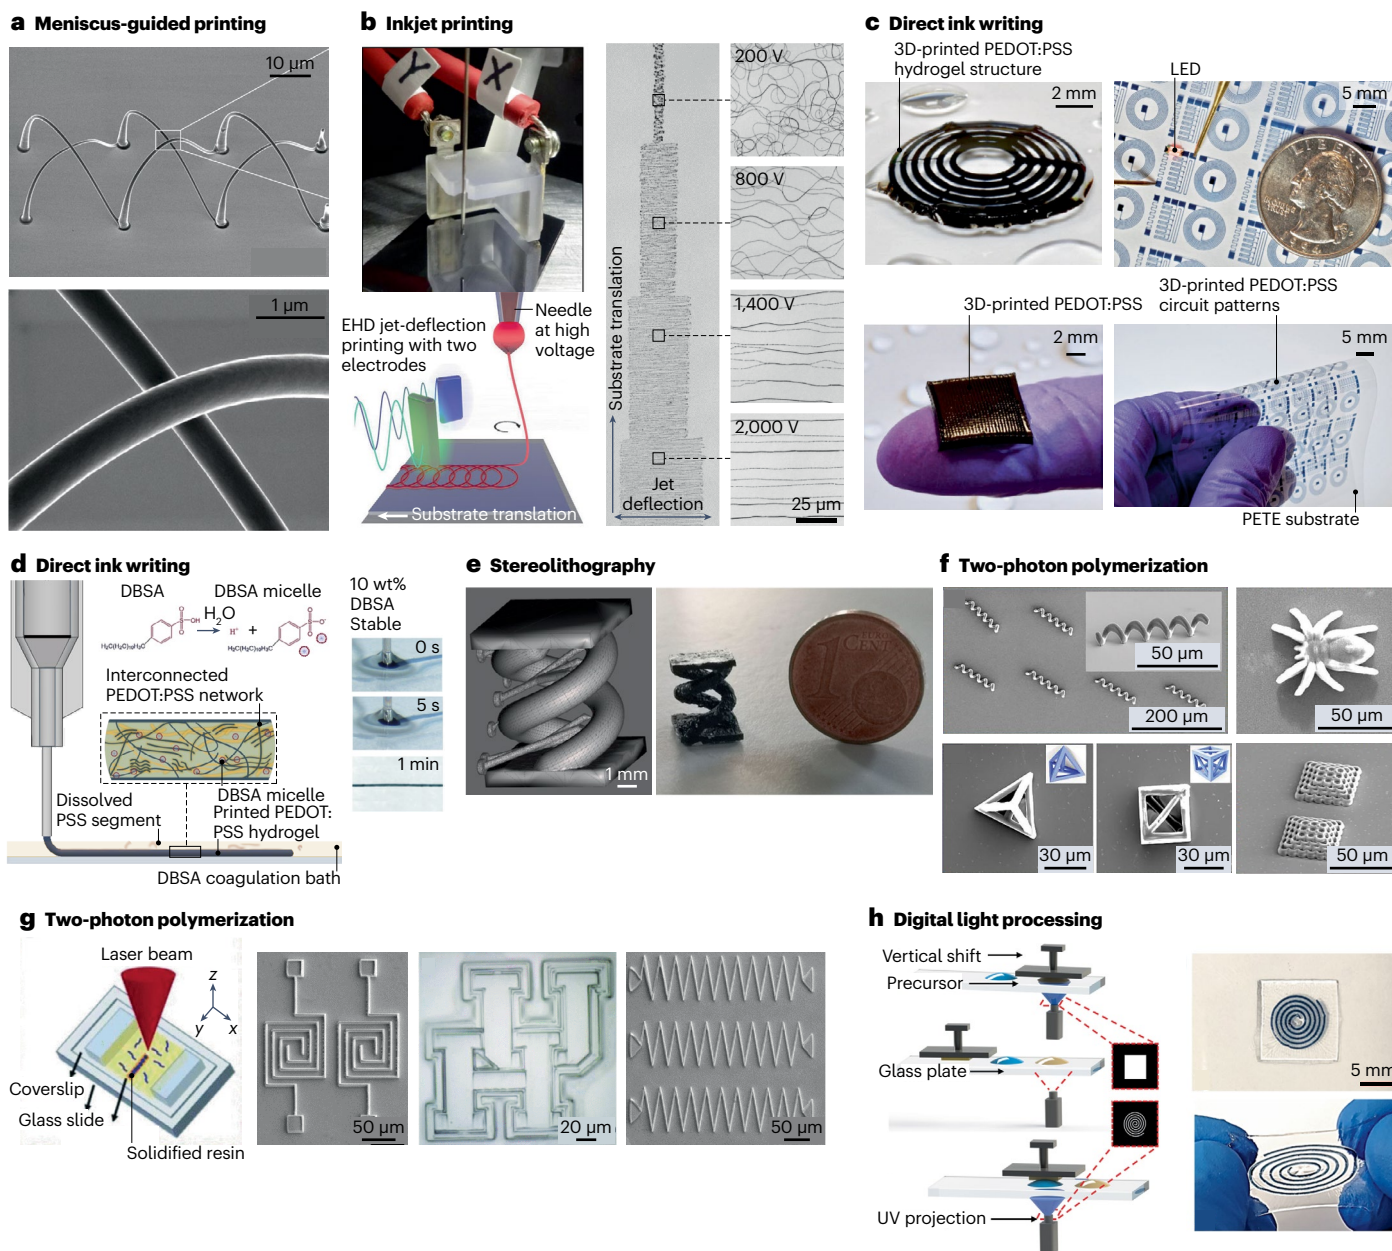 a Meniscus-guided printing
10 µm
1 µm
b Inkjet printing
Y
X
EHD jet-deflection
printing with two
electrodes
Needle
at high
voltage
Substrate translation
Substrate translation
Jet
deflection
200 V
800 V
1,400 V
2,000 V
25 µm
c Direct ink writing
3D-printed PEDOT:PSS
hydrogel structure
2 mm
LED
5 mm
LIBERTY
3D-printed PEDOT:PSS
2 mm
3D-printed PEDOT:PSS
circuit patterns
5 mm
PETE substrate
d Direct ink writing
DBSA
DBSA micelle
H₂O
H⁺
+
Interconnected
PEDOT:PSS network
DBSA micelle
Dissolved
PSS segment
Printed PEDOT:
PSS hydrogel
DBSA coagulation bath
10 wt%
DBSA
Stable
0 s
5 s
1 min
e Stereolithography
1 mm
1
CENT
f Two-photon polymerization
50 µm
200 µm
50 µm
30 µm
30 µm
50 µm
g Two-photon polymerization
Laser beam
z
y
x
Coverslip
Glass slide
Solidified resin
50 µm
20 µm
50 µm
h Digital light processing
Vertical shift
Precursor
Glass plate
UV projection
5 mm